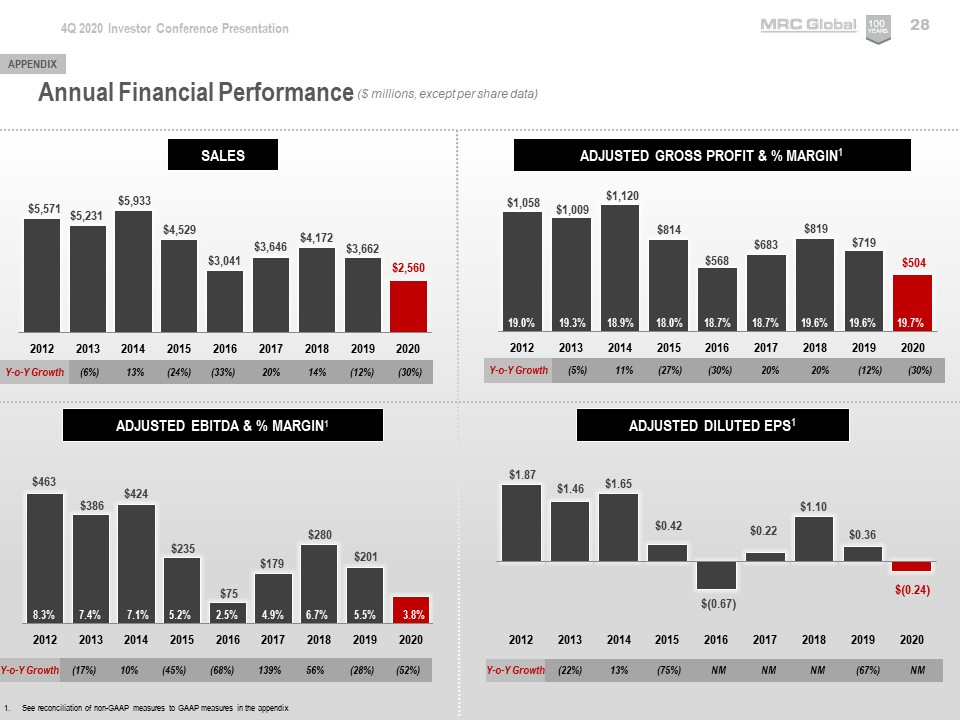 4Q 2020 Investor Conference Presentation
MRC Global
100 YEARS
28
APPENDIX
Annual Financial Performance ($ millions, except per share data)
SALES
$5,571 $5,231 $5,933 $4,529 $3,041 $3,646 $4,172 $3,662 $2,560
2012 2013 2014 2015 2016 2017 2018 2019 2020
Y-o-Y Growth (6%) 13% (24%) (33%) 20% 14% (12%) (30%)
ADJUSTED GROSS PROFIT & % MARGIN1
$1,058 $1,009 $1,120 $814 $568 $683 $819 $719 $504
19.0% 19.3% 18.9% 18.0% 18.7% 18.7% 19.6% 19.6% 19.7%
2012 2013 2014 2015 2016 2017 2018 2019 2020
Y-o-Y Growth (5%) 11% (27%) (30%) 20% 20% (12%) (30%)
ADJUSTED EBITDA & % MARGIN1
$463 $386 $424 $235 $75 $179 $280 $201
8.3% 7.4% 7.1% 5.2% 2.5% 4.9% 6.7% 5.5% 3.8%
2012 2013 2014 2015 2016 2017 2018 2019 2020
Y-o-Y Growth (17%) 10% (45%) (68%) 139% 56% (28%) (52%)
ADJUSTED DILUTED EPS1
$1.87 $1.46 $1.65 $0.42 $(0.67) $0.22 $1.10 $0.36 $(0.24)
2012 2013 2014 2015 2016 2017 2018 2019 2020
Y-o-Y Growth (22%) 13% (75%) NM NM NM (67%) NM
1. See reconciliation of non-GAAP measures to GAAP measures in the appendix